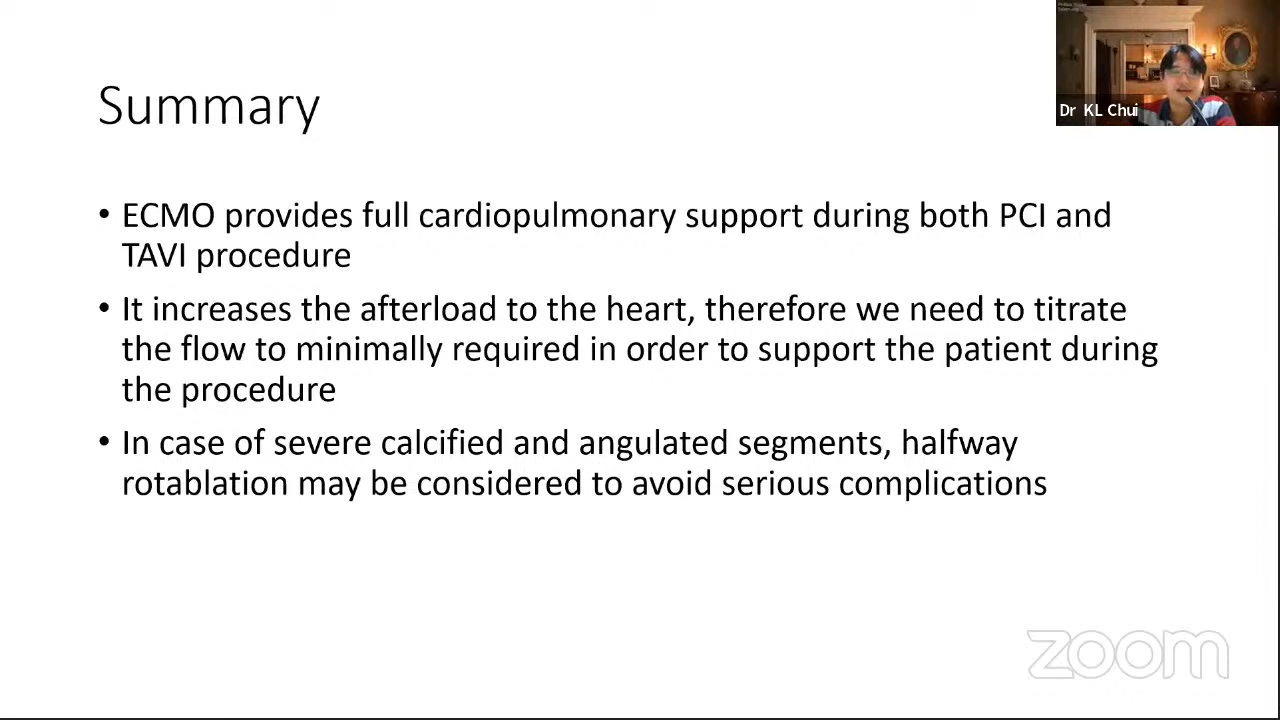 Summary
Dr KL Chui
• ECMO provides full cardiopulmonary support during both PCI and
TAVI procedure
• It increases the afterload to the heart, therefore we need to titrate
the flow to minimally required in order to support the patient during
the procedure
• In case of severe calcified and angulated segments, halfway
rotablation may be considered to avoid serious complications
zoom